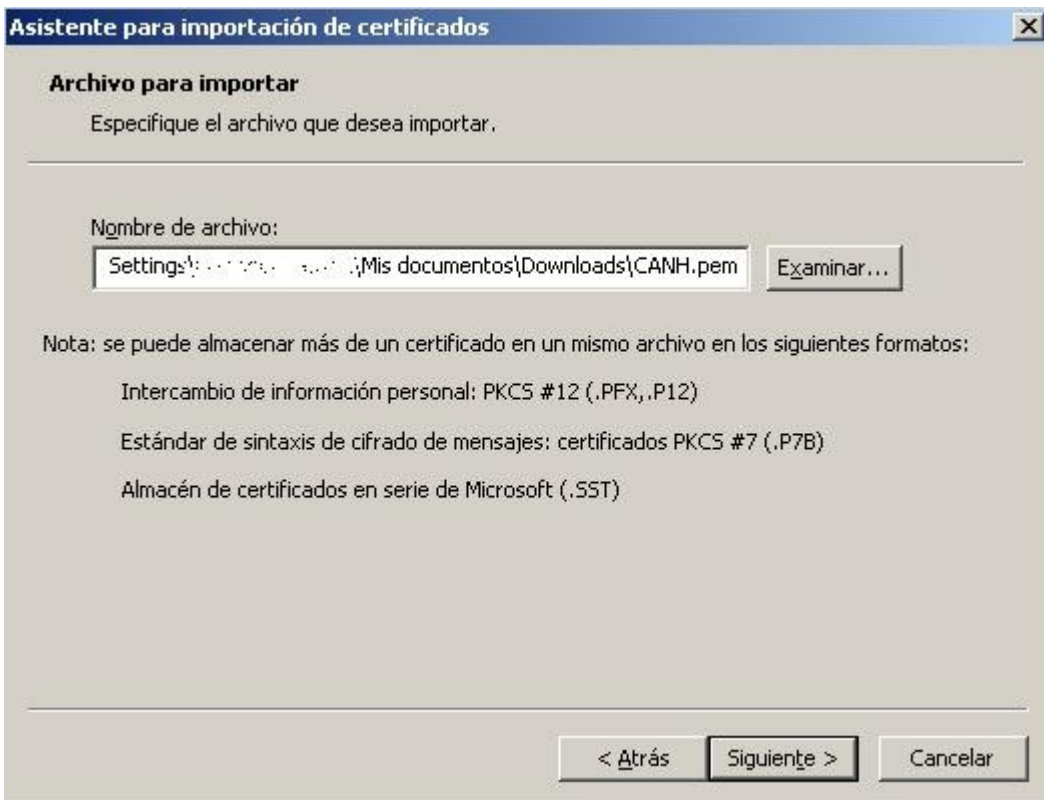 Asistente para importación de certificados
Archivo para importar
Especifique el archivo que desea importar.
Nombre de archivo:
Settings\ \Mis documentos\Downloads\CANH.pem
Examinar...
Nota: se puede almacenar más de un certificado en un mismo archivo en los siguientes formatos:
Intercambio de información personal: PKCS #12 (.PFX,.P12)
Estándar de sintaxis de cifrado de mensajes: certificados PKCS #7 (.P7B)
Almacén de certificados en serie de Microsoft (.SST)
< Atrás
Siguiente >
Cancelar